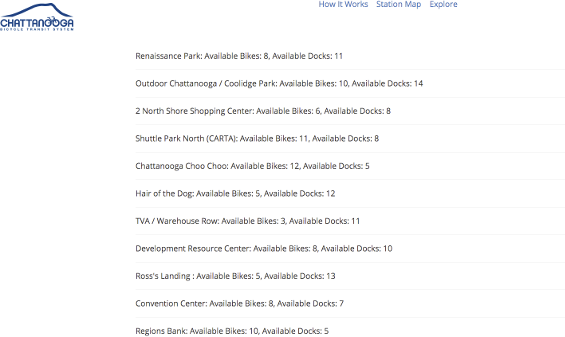 CHATTANOOGA
BICYCLE TRANSIT SYSTEM
How It Works Station Map Explore
Renaissance Park: Available Bikes: 8, Available Docks: 11
Outdoor Chattanooga / Coolidge Park: Available Bikes: 10, Available Docks: 14
2 North Shore Shopping Center: Available Bikes: 6, Available Docks: 8
Shuttle Park North (CARTA): Available Bikes: 11, Available Docks: 8
Chattanooga Choo Choo: Available Bikes: 12, Available Docks: 5
Hair of the Dog: Available Bikes: 5, Available Docks: 12
TVA / Warehouse Row: Available Bikes: 3, Available Docks: 11
Development Resource Center: Available Bikes: 8, Available Docks: 10
Ross's Landing : Available Bikes: 5, Available Docks: 13
Convention Center: Available Bikes: 8, Available Docks: 7
Regions Bank: Available Bikes: 10, Available Docks: 5